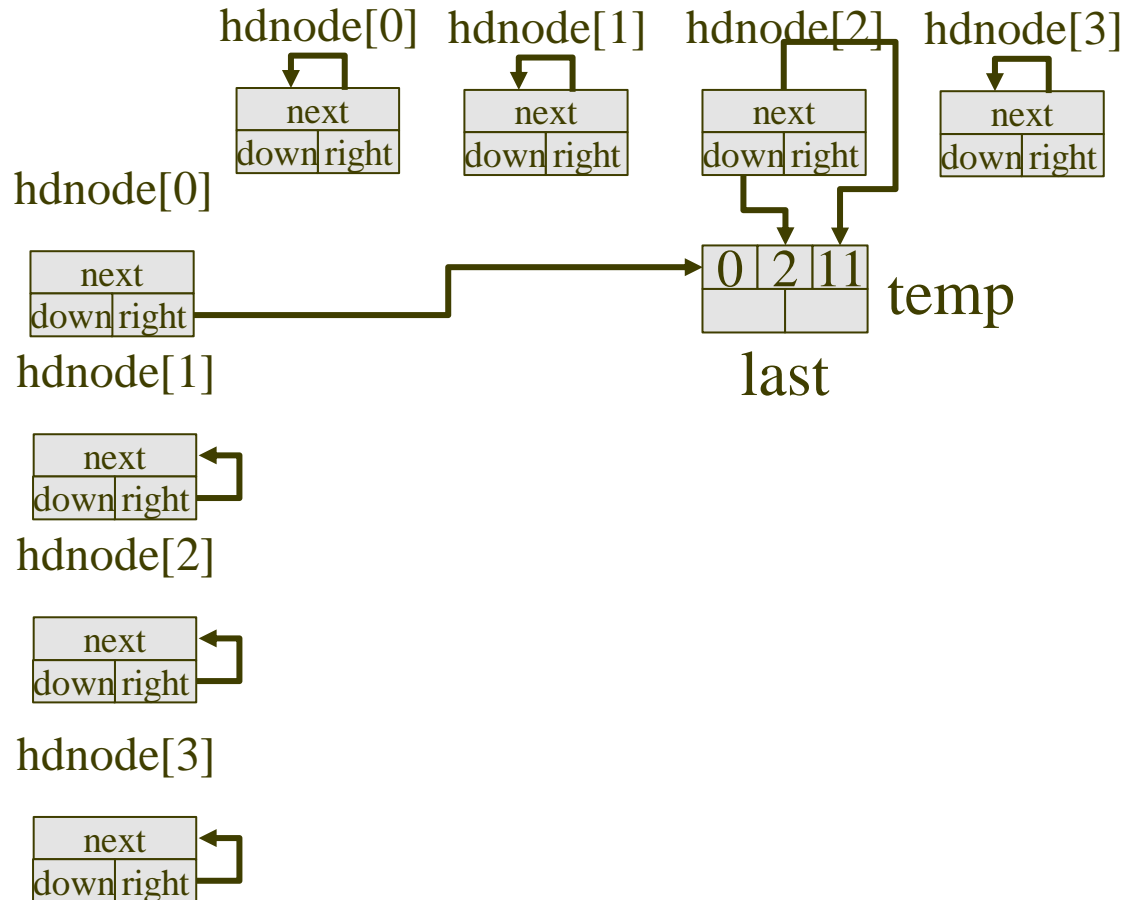 hdnode[0] hdnode[1] hdnode[2] hdnode[3]
next next next next
down right down right down right down right
hdnode[0]
next
down right
0 2 11
temp
last
hdnode[1]
next
down right
hdnode[2]
next
down right
hdnode[3]
next
down right